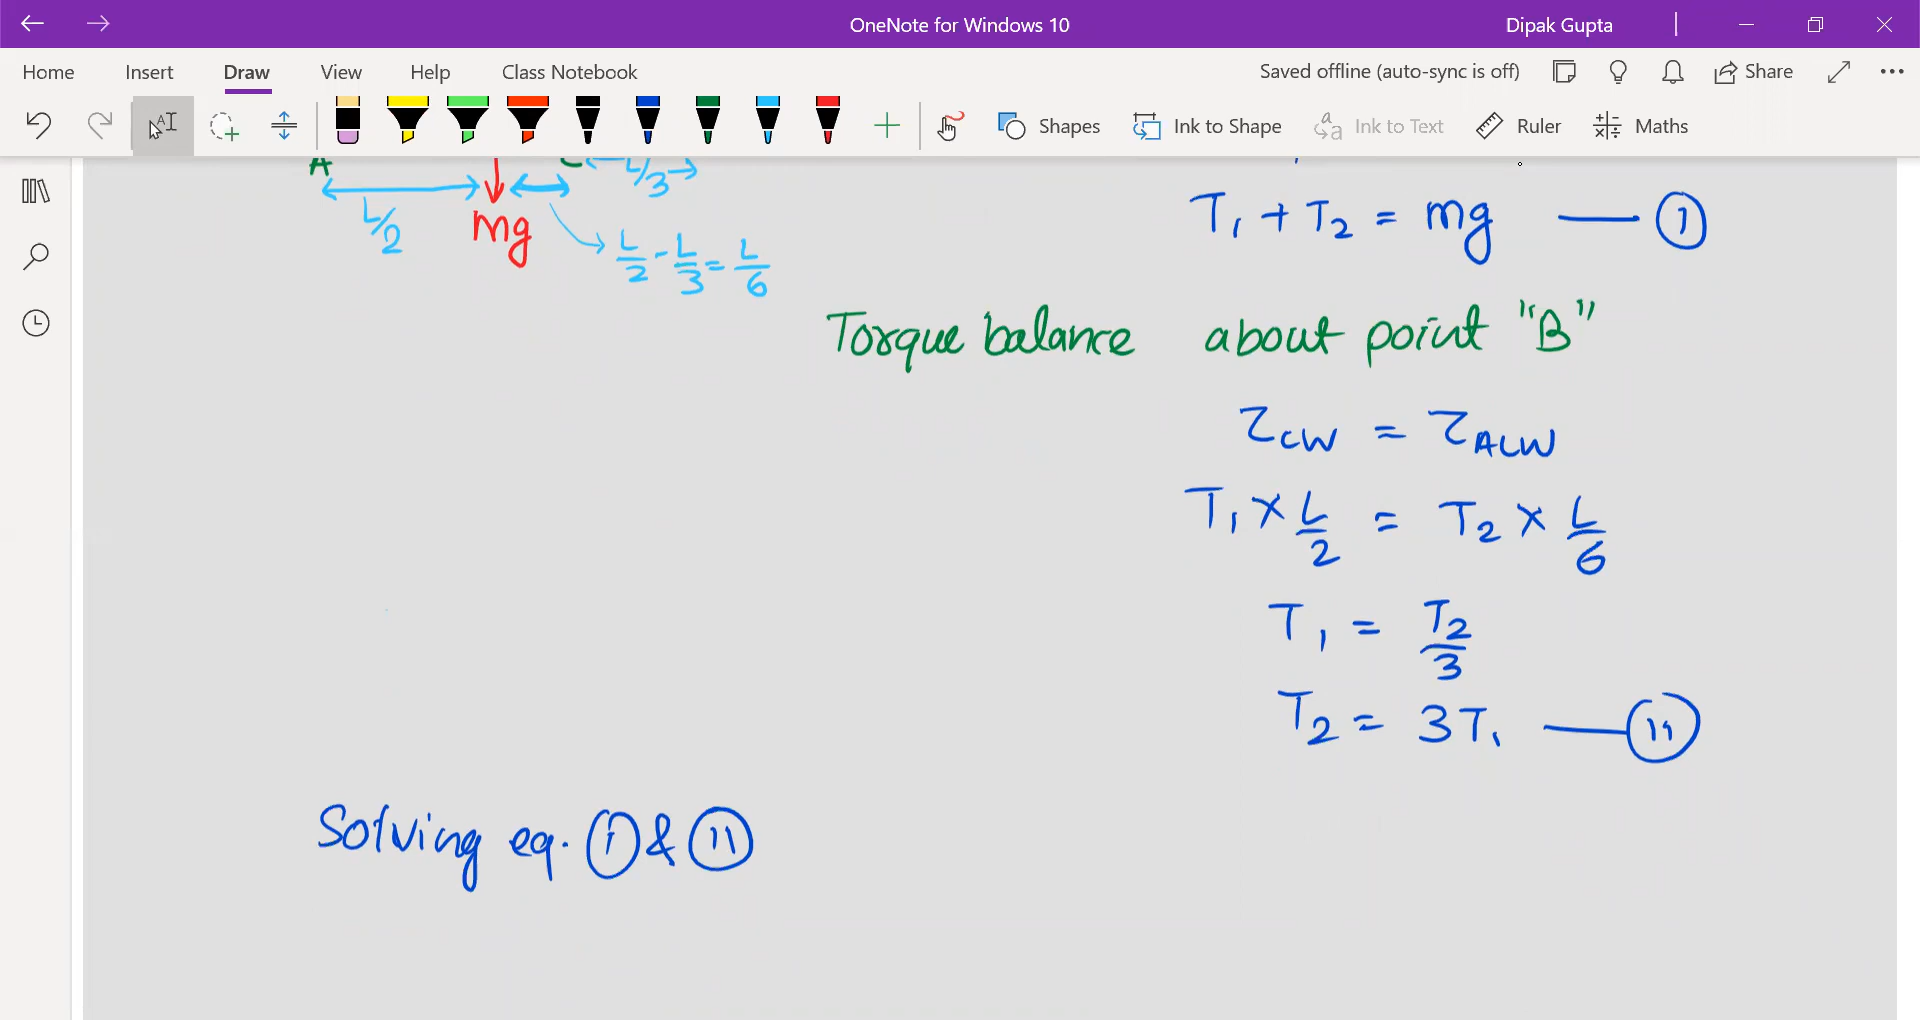 OneNote for Windows 10
Dipak Gupta
Home Insert Draw View Help Class Notebook
Saved offline (auto-sync is off) Share
Shapes Ink to Shape Ink to Text Ruler Maths
A C L/3
L/2 mg L/2 - L/3 = L/6
T1 + T2 = mg — I
Torque balance about point "B"
τCW = τACW
T1 × L/2 = T2 × L/6
T1 = T2/3
T2 = 3T1 — II
Solving eq. I & II